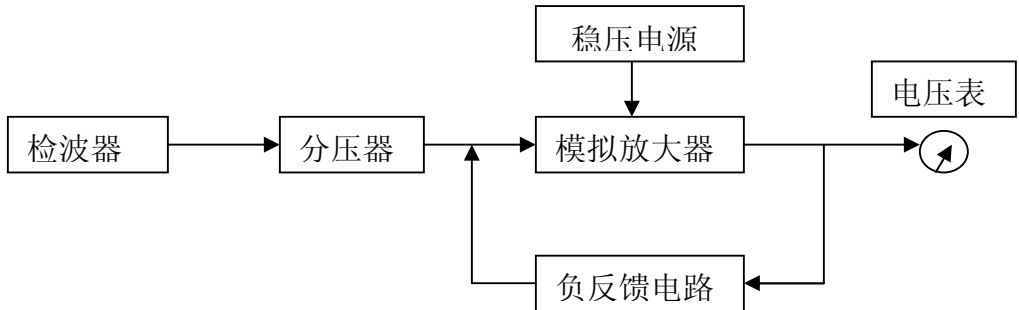 稳压电源
电压表
检波器
分压器
模拟放大器
负反馈电路